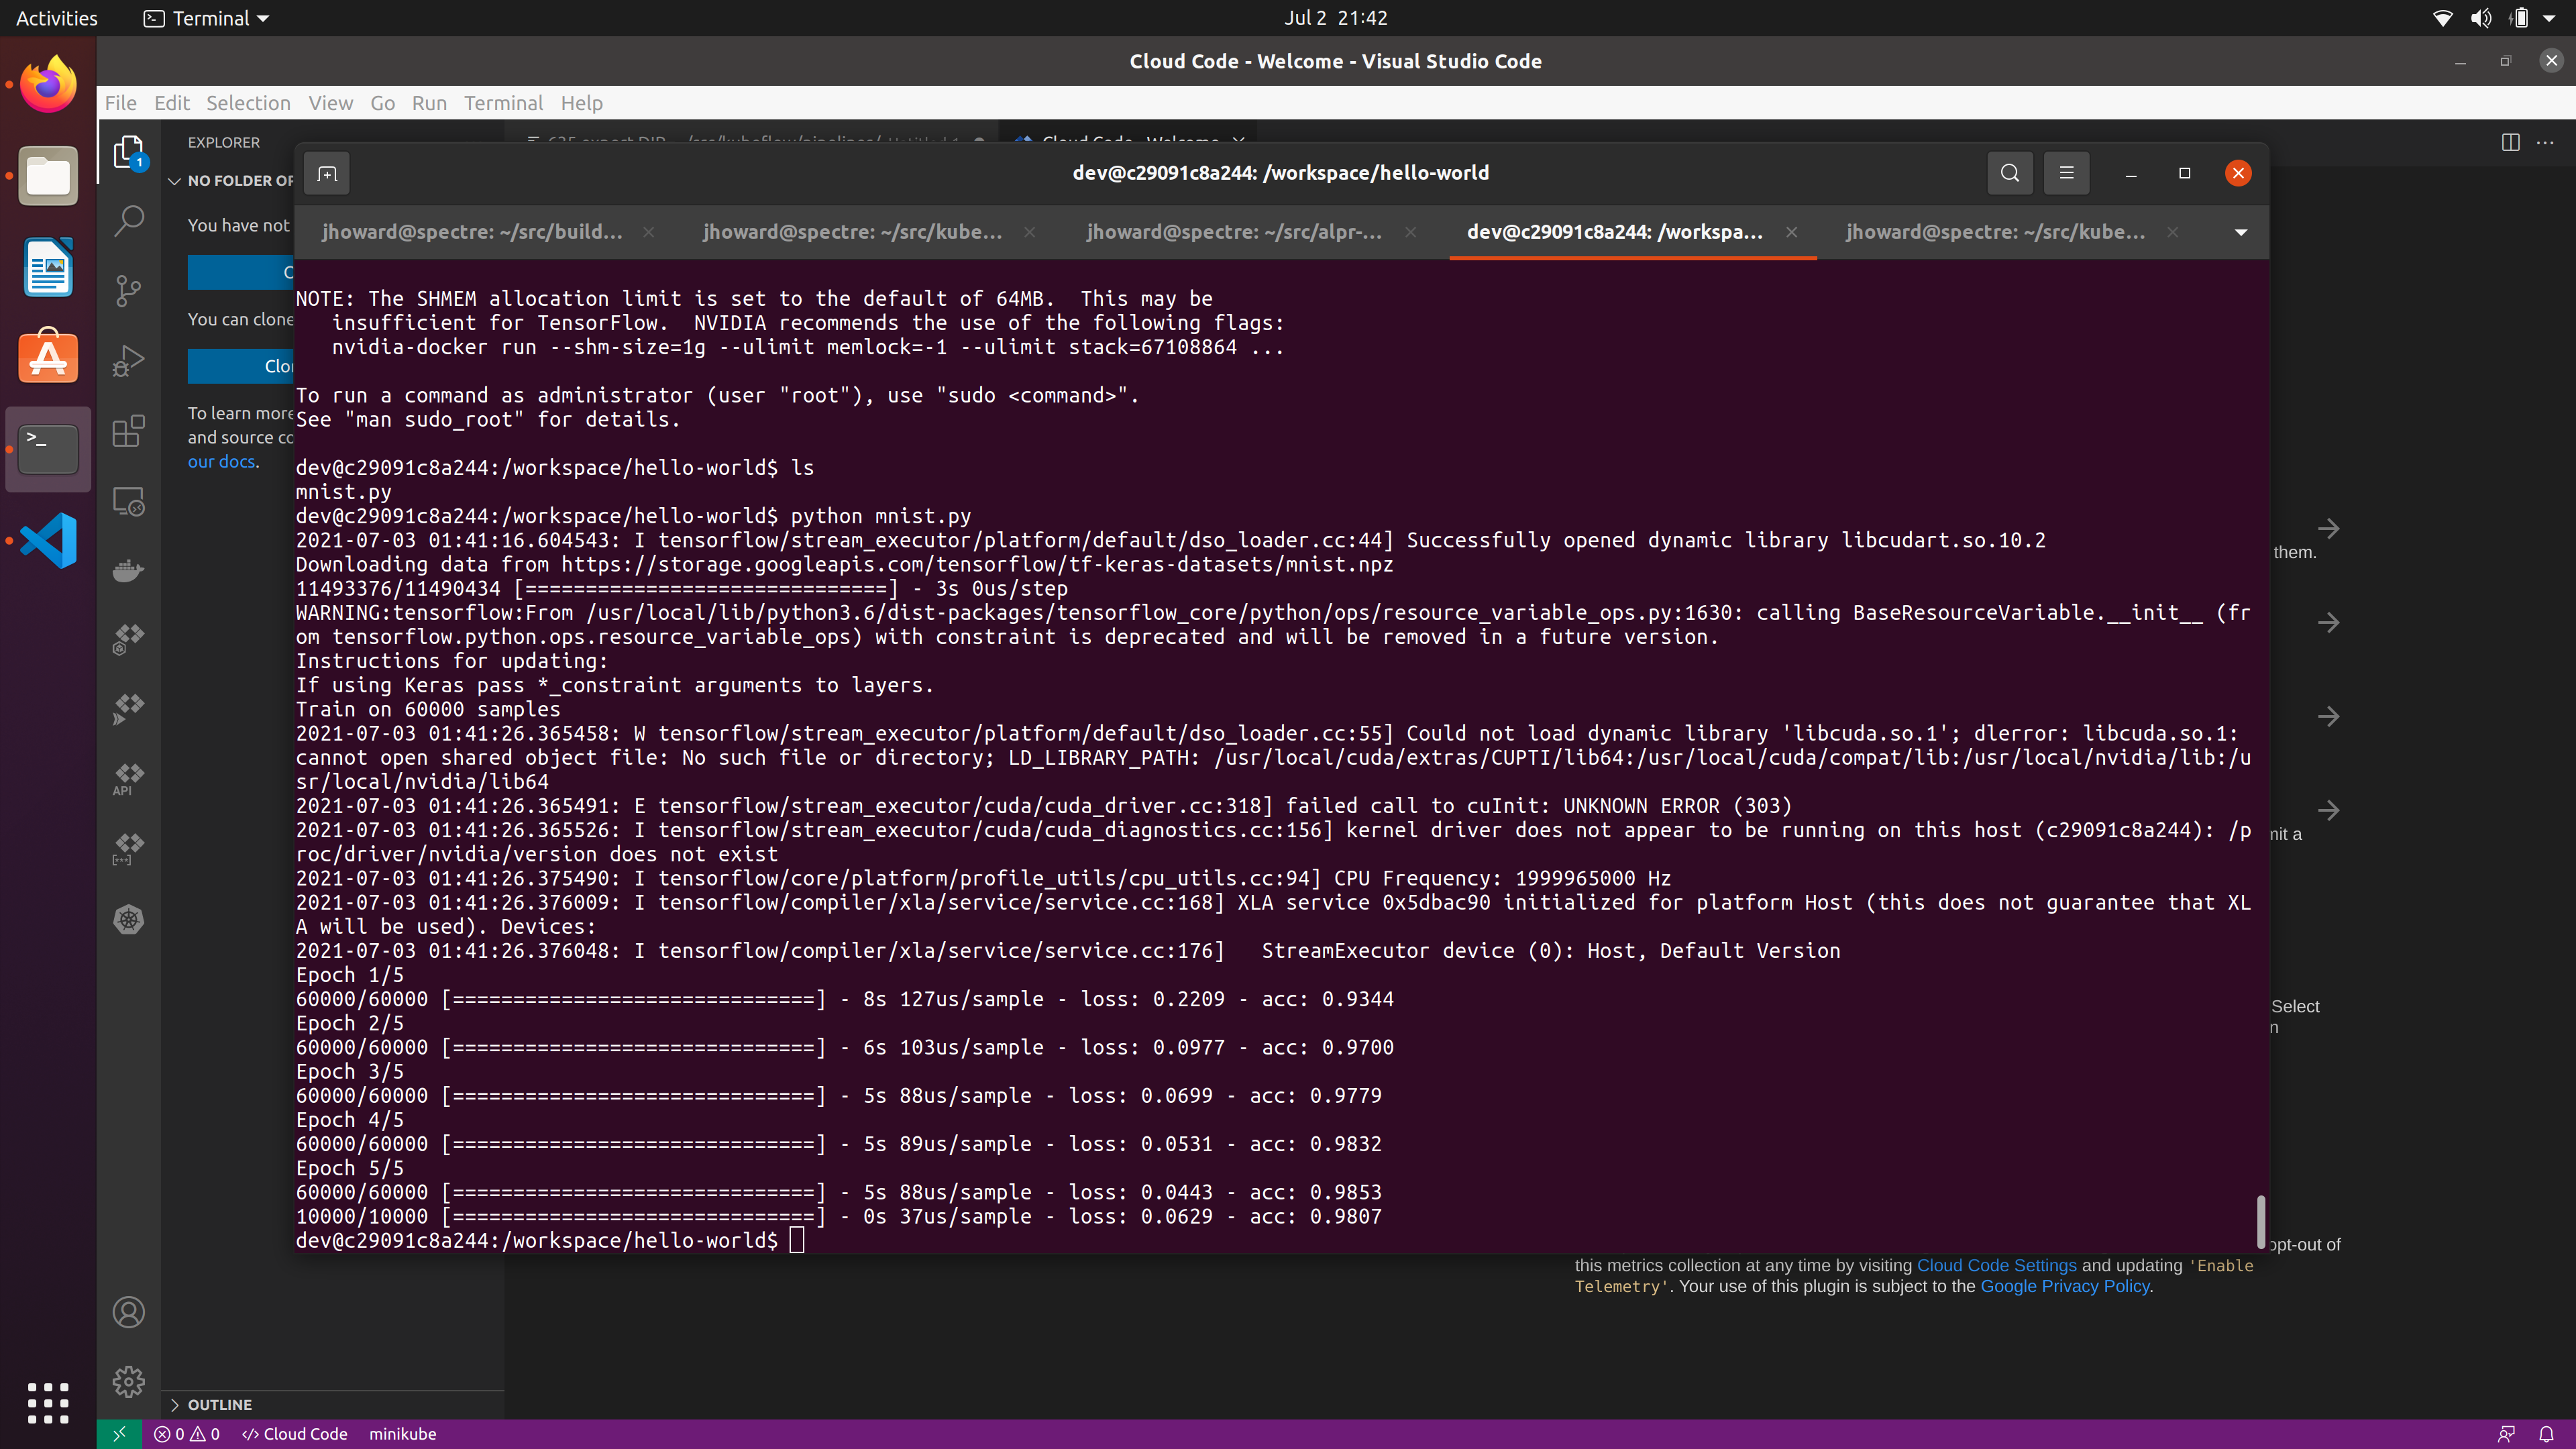 Activities
Terminal
Jul 2 21:42
Cloud Code - Welcome - Visual Studio Code
File Edit Selection View Go Run Terminal Help
EXPLORER
Cloud Code - Welcome
1
NO FOLDER OP
You have not
You can clone
Clon
To learn more
and source co
our docs.
API
dev@c29091c8a244: /workspace/hello-world
jhoward@spectre: ~/src/build...
jhoward@spectre: ~/src/kube...
jhoward@spectre: ~/src/alpr-...
dev@c29091c8a244: /workspa...
jhoward@spectre: ~/src/kube...
NOTE: The SHMEM allocation limit is set to the default of 64MB.  This may be
   insufficient for TensorFlow.  NVIDIA recommends the use of the following flags:
   nvidia-docker run --shm-size=1g --ulimit memlock=-1 --ulimit stack=67108864 ...
To run a command as administrator (user "root"), use "sudo <command>".
See "man sudo_root" for details.
dev@c29091c8a244:/workspace/hello-world$ ls
mnist.py
dev@c29091c8a244:/workspace/hello-world$ python mnist.py
2021-07-03 01:41:16.604543: I tensorflow/stream_executor/platform/default/dso_loader.cc:44] Successfully opened dynamic library libcudart.so.10.2
Downloading data from https://storage.googleapis.com/tensorflow/tf-keras-datasets/mnist.npz
11493376/11490434 [==============================] - 3s 0us/step
WARNING:tensorflow:From /usr/local/lib/python3.6/dist-packages/tensorflow_core/python/ops/resource_variable_ops.py:1630: calling BaseResourceVariable.__init__ (fr
om tensorflow.python.ops.resource_variable_ops) with constraint is deprecated and will be removed in a future version.
Instructions for updating:
If using Keras pass *_constraint arguments to layers.
Train on 60000 samples
2021-07-03 01:41:26.365458: W tensorflow/stream_executor/platform/default/dso_loader.cc:55] Could not load dynamic library 'libcuda.so.1'; dlerror: libcuda.so.1:
cannot open shared object file: No such file or directory; LD_LIBRARY_PATH: /usr/local/cuda/extras/CUPTI/lib64:/usr/local/cuda/compat/lib:/usr/local/nvidia/lib:/u
sr/local/nvidia/lib64
2021-07-03 01:41:26.365491: E tensorflow/stream_executor/cuda/cuda_driver.cc:318] failed call to cuInit: UNKNOWN ERROR (303)
2021-07-03 01:41:26.365526: I tensorflow/stream_executor/cuda/cuda_diagnostics.cc:156] kernel driver does not appear to be running on this host (c29091c8a244): /p
roc/driver/nvidia/version does not exist
2021-07-03 01:41:26.375490: I tensorflow/core/platform/profile_utils/cpu_utils.cc:94] CPU Frequency: 1999965000 Hz
2021-07-03 01:41:26.376009: I tensorflow/compiler/xla/service/service.cc:168] XLA service 0x5dbac90 initialized for platform Host (this does not guarantee that XL
A will be used). Devices:
2021-07-03 01:41:26.376048: I tensorflow/compiler/xla/service/service.cc:176]   StreamExecutor device (0): Host, Default Version
Epoch 1/5
60000/60000 [==============================] - 8s 127us/sample - loss: 0.2209 - acc: 0.9344
Epoch 2/5
60000/60000 [==============================] - 6s 103us/sample - loss: 0.0977 - acc: 0.9700
Epoch 3/5
60000/60000 [==============================] - 5s 88us/sample - loss: 0.0699 - acc: 0.9779
Epoch 4/5
60000/60000 [==============================] - 5s 89us/sample - loss: 0.0531 - acc: 0.9832
Epoch 5/5
60000/60000 [==============================] - 5s 88us/sample - loss: 0.0443 - acc: 0.9853
10000/10000 [==============================] - 0s 37us/sample - loss: 0.0629 - acc: 0.9807
dev@c29091c8a244:/workspace/hello-world$
them.
mit a
Select
n
opt-out of
this metrics collection at any time by visiting Cloud Code Settings and updating 'Enable
Telemetry'. Your use of this plugin is subject to the Google Privacy Policy.
OUTLINE
0 0 Cloud Code minikube